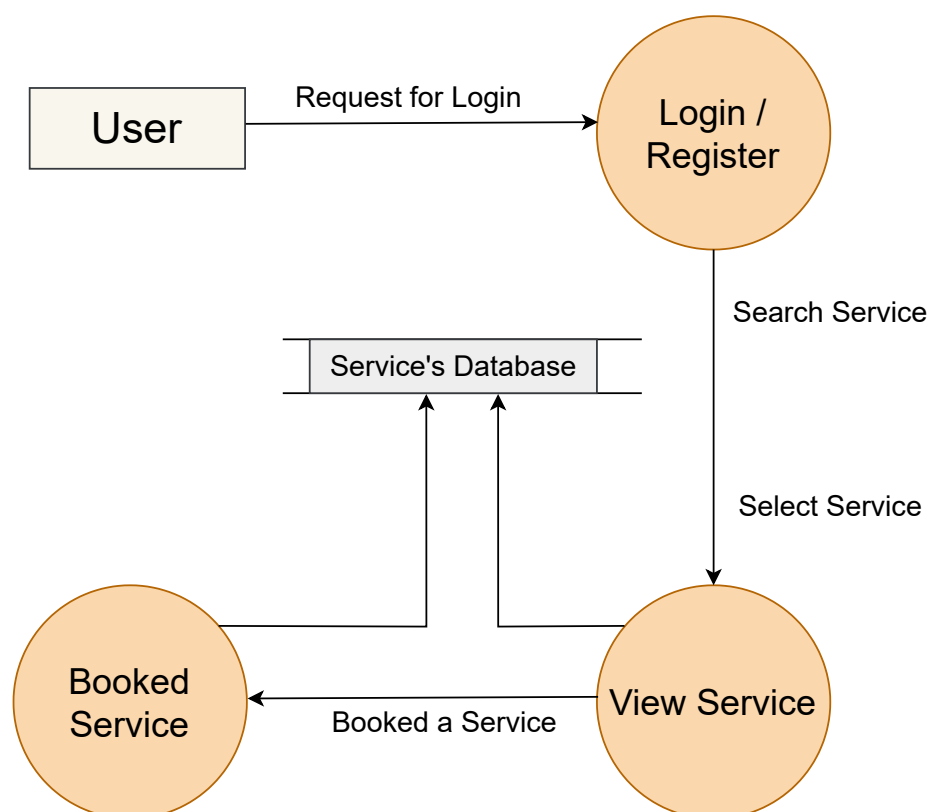 User
Request for Login
Login /
Register
Search Service
Service's Database
Select Service
Booked
Service
Booked a Service
View Service